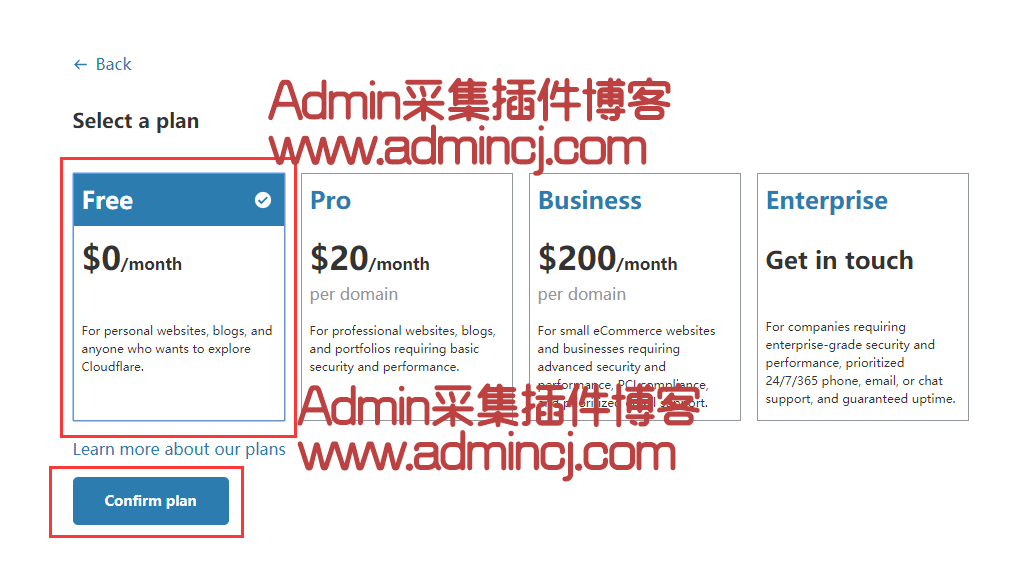 ← Back
Admin采集插件博客
www.admincj.com
Select a plan
Free
$0/month
For personal websites, blogs, and
anyone who wants to explore
Cloudflare.
Pro
$20/month
per domain
For professional websites, blogs,
and portfolios requiring basic
security and performance.
Business
$200/month
per domain
For small eCommerce websites
and businesses requiring
advanced security and
performance, PCI compliance,
and prioritized email support.
Enterprise
Get in touch
For companies requiring
enterprise-grade security and
performance, prioritized
24/7/365 phone, email, or chat
support, and guaranteed uptime.
Admin采集插件博客
www.admincj.com
Learn more about our plans
Confirm plan